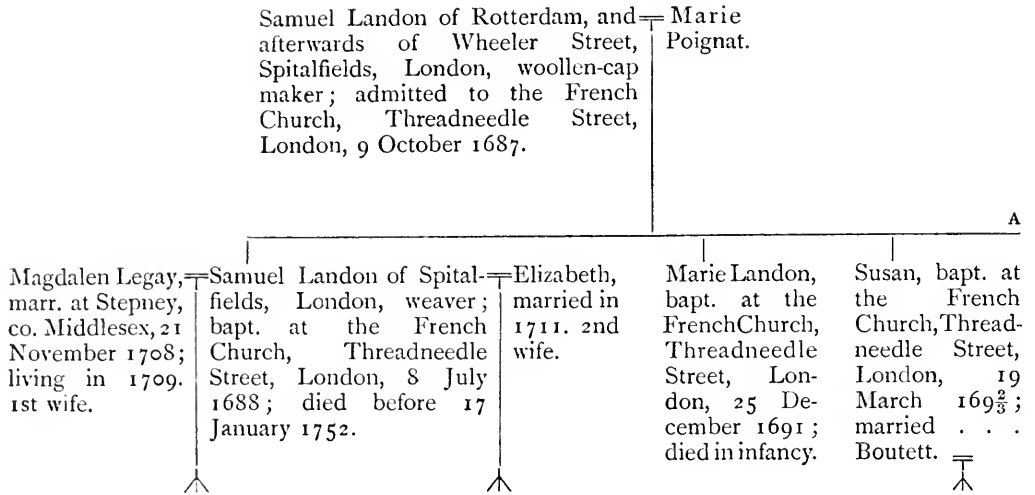 Samuel Landon of Rotterdam, and
afterwards of Wheeler Street,
Spitalfields, London, woollen-cap
maker; admitted to the French
Church, Threadneedle Street,
London, 9 October 1687.
Marie
Poignat.
A
Magdalen Legay,
marr. at Stepney,
co. Middlesex, 21
November 1708;
living in 1709.
1st wife.
Samuel Landon of Spital-
fields, London, weaver;
bapt. at the French
Church, Threadneedle
Street, London, 8 July
1688; died before 17
January 1752.
Elizabeth,
married in
1711. 2nd
wife.
Marie Landon,
bapt. at the
French Church,
Threadneedle
Street, Lon-
don, 25 De-
cember 1691;
died in infancy.
Susan, bapt. at
the French
Church, Thread-
needle Street,
London, 19
March 169⅔;
married . . .
Boutett.